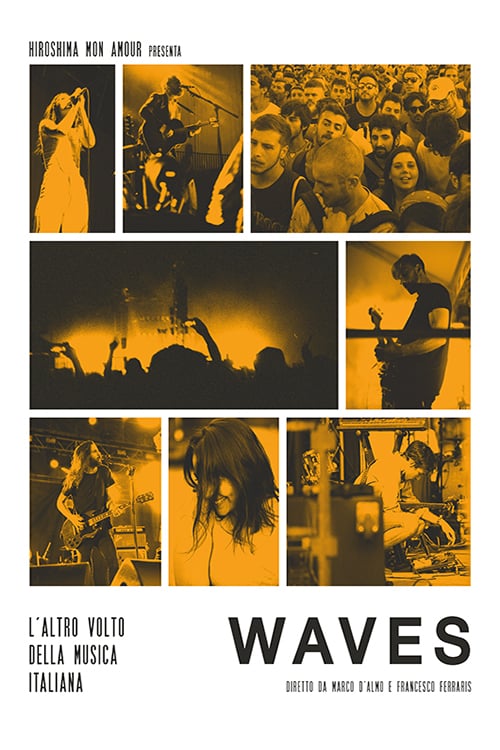 HIROSHIMA MON AMOUR PRESENTA
L'ALTRO VOLTO
DELLA MUSICA
ITALIANA
WAVES
DIRETTO DA MARCO D'ALMO E FRANCESCO FERRARIS